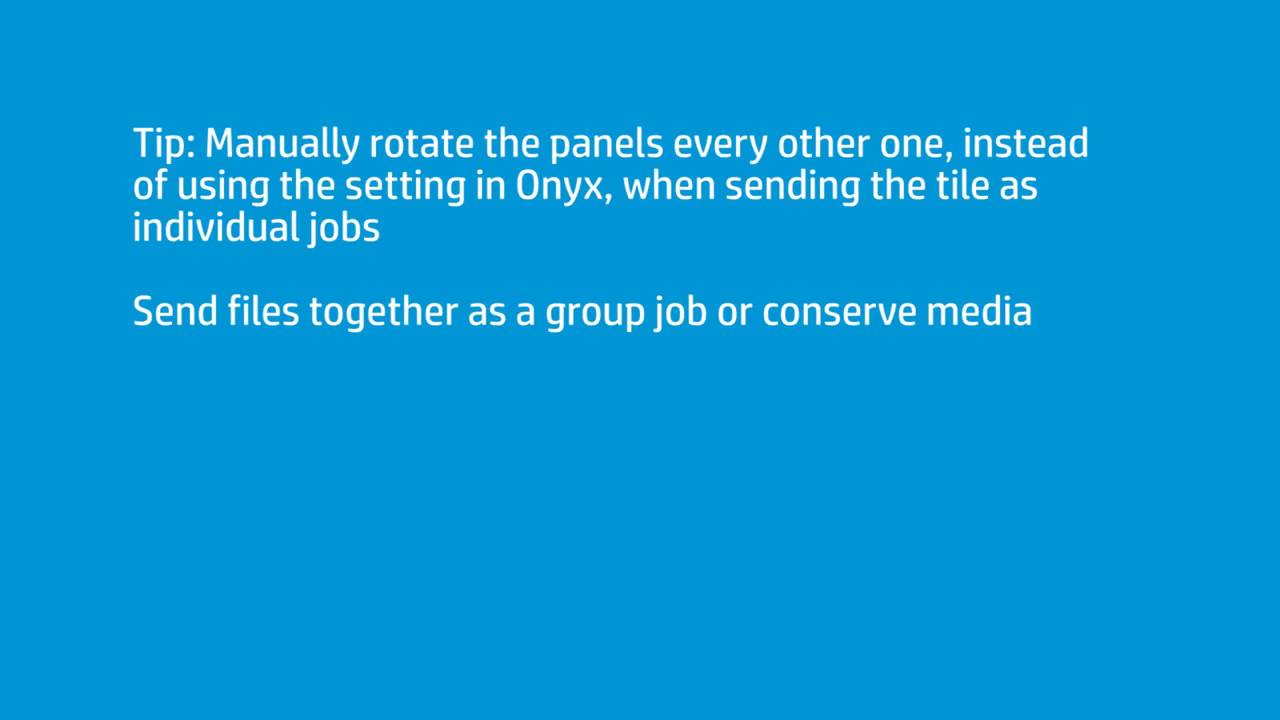 Tip: Manually rotate the panels every other one, instead
of using the setting in Onyx, when sending the tile as
individual jobs
Send files together as a group job or conserve media